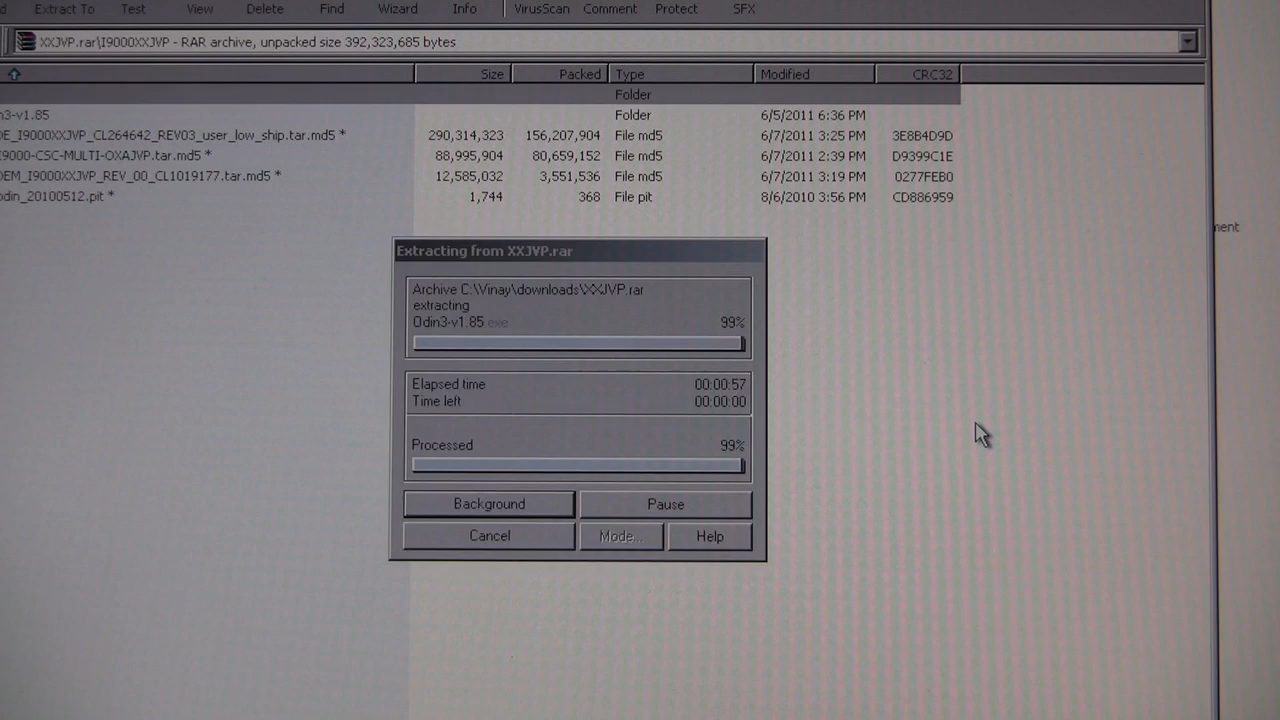 Extract To Test View Delete Find Wizard Info VirusScan Comment Protect SFX
XXJVP.rar\I9000XXJVP - RAR archive, unpacked size 392,323,685 bytes
Size Packed Type Modified CRC32
Folder
n3-v1.85 Folder 6/5/2011 6:36 PM
DE_I9000XXJVP_CL264642_REV03_user_low_ship.tar.md5 * 290,314,323 156,207,904 File md5 6/7/2011 3:25 PM 3E8B4D9D
I9000-CSC-MULTI-OXAJVP.tar.md5 * 88,995,904 80,659,152 File md5 6/7/2011 2:39 PM D9399C1E
DEM_I9000XXJVP_REV_00_CL1019177.tar.md5 * 12,585,032 3,551,536 File md5 6/7/2011 3:19 PM 0277FEB0
odin_20100512.pit * 1,744 368 File pit 8/6/2010 3:56 PM CD886959
ment
Extracting from XXJVP.rar
Archive C:\Vinay\downloads\XXJVP.rar
extracting
Odin3-v1.85.exe 99%
Elapsed time 00:00:57
Time left 00:00:00
Processed 99%
Background Pause
Cancel Mode... Help